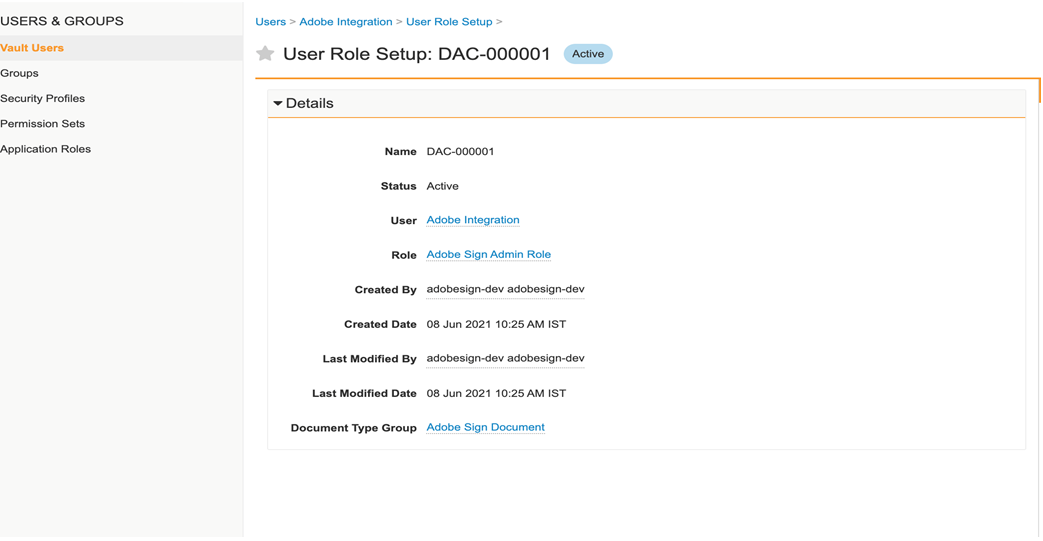 USERS & GROUPS
Vault Users
Groups
Security Profiles
Permission Sets
Application Roles
Users > Adobe Integration > User Role Setup >
User Role Setup: DAC-000001 Active
Details
Name DAC-000001
Status Active
User Adobe Integration
Role Adobe Sign Admin Role
Created By adobesign-dev adobesign-dev
Created Date 08 Jun 2021 10:25 AM IST
Last Modified By adobesign-dev adobesign-dev
Last Modified Date 08 Jun 2021 10:25 AM IST
Document Type Group Adobe Sign Document